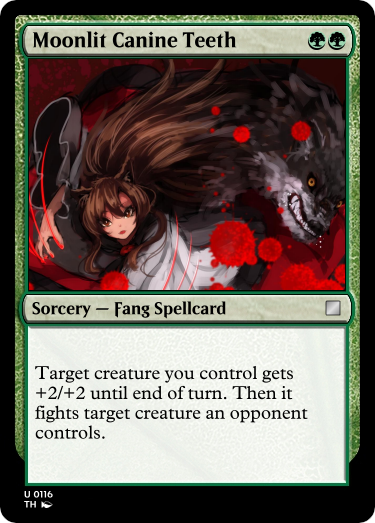 Moonlit Canine Teeth
Sorcery — Fang Spellcard
Target creature you control gets
+2/+2 until end of turn. Then it
fights target creature an opponent
controls.
U 0116
TH